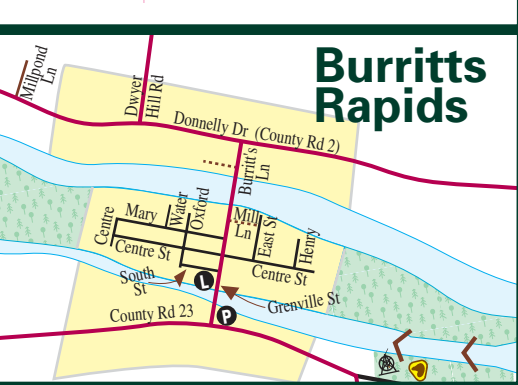 Burritts
Rapids
Millpond
Ln
Dwyer
Hill Rd
Donnelly Dr (County Rd 2)
Burritt's
Ln
Mary
Water
Oxford
Mill
Ln
East St
Henry
Centre
Centre St
Centre St
South
St
L
Grenville St
County Rd 23
P